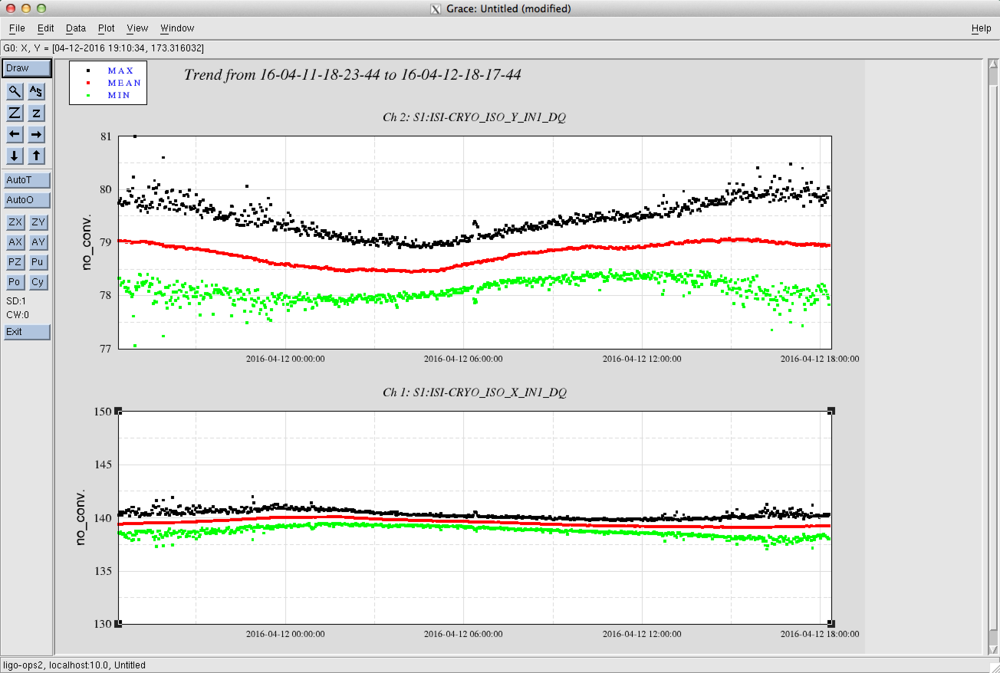 Grace: Untitled (modified)
File Edit Data Plot View Window Help
G0: X, Y = [04-12-2016 19:10:34, 173.316032]
Draw
AS
Z z
AutoT
AutoO
ZX ZY
AX AY
PZ Pu
Po Cy
SD:1
CW:0
Exit
MAX
MEAN
MIN
Trend from 16-04-11-18-23-44 to 16-04-12-18-17-44
Ch 2: S1:ISI-CRYO_ISO_Y_IN1_DQ
no_conv.
81
80
79
78
77
2016-04-12 00:00:00 2016-04-12 06:00:00 2016-04-12 12:00:00 2016-04-12 18:00:00
Ch 1: S1:ISI-CRYO_ISO_X_IN1_DQ
no_conv.
150
145
140
135
130
2016-04-12 00:00:00 2016-04-12 06:00:00 2016-04-12 12:00:00 2016-04-12 18:00:00
ligo-ops2, localhost:10.0, Untitled